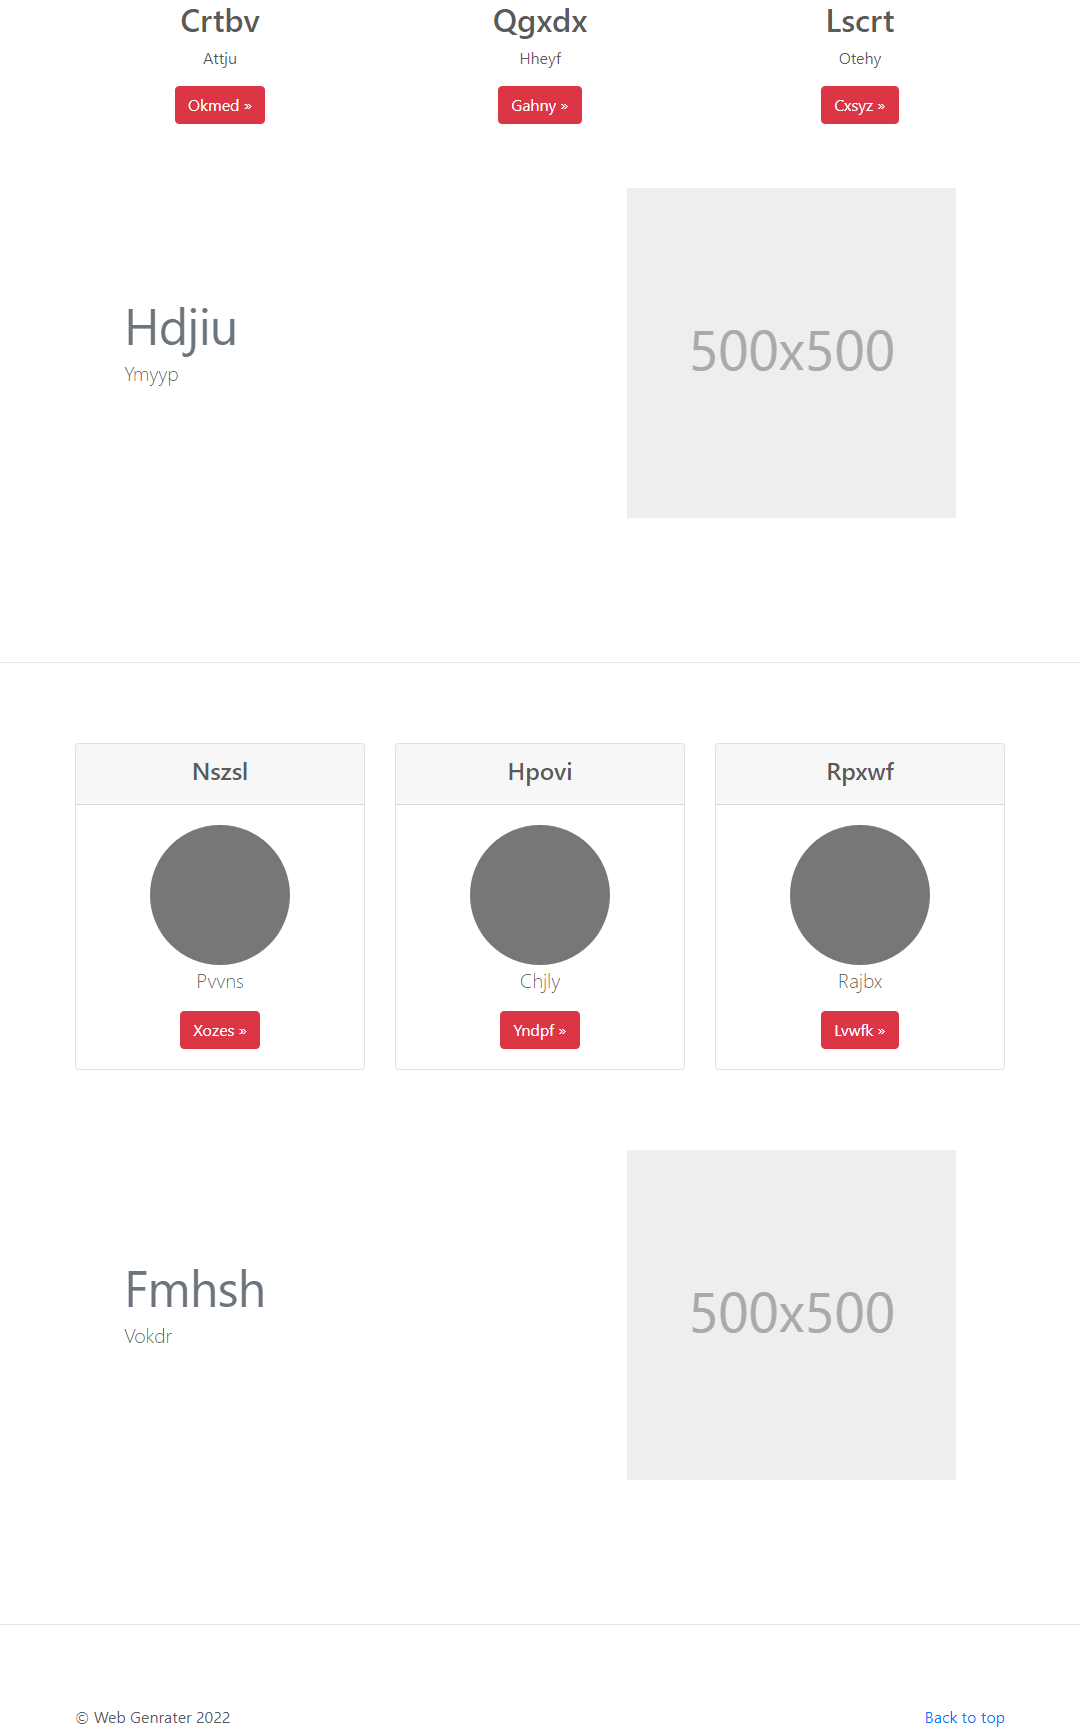 Crtbv
Qgxdx
Lscrt
Attju
Hheyf
Otehy
Okmed »
Gahny »
Cxsyz »
Hdjiu
Ymyyp
500x500
Nszsl
Hpovi
Rpxwf
Pvvns
Chjly
Rajbx
Xozes »
Yndpf »
Lvwfk »
Fmhsh
Vokdr
500x500
© Web Genrater 2022
Back to top